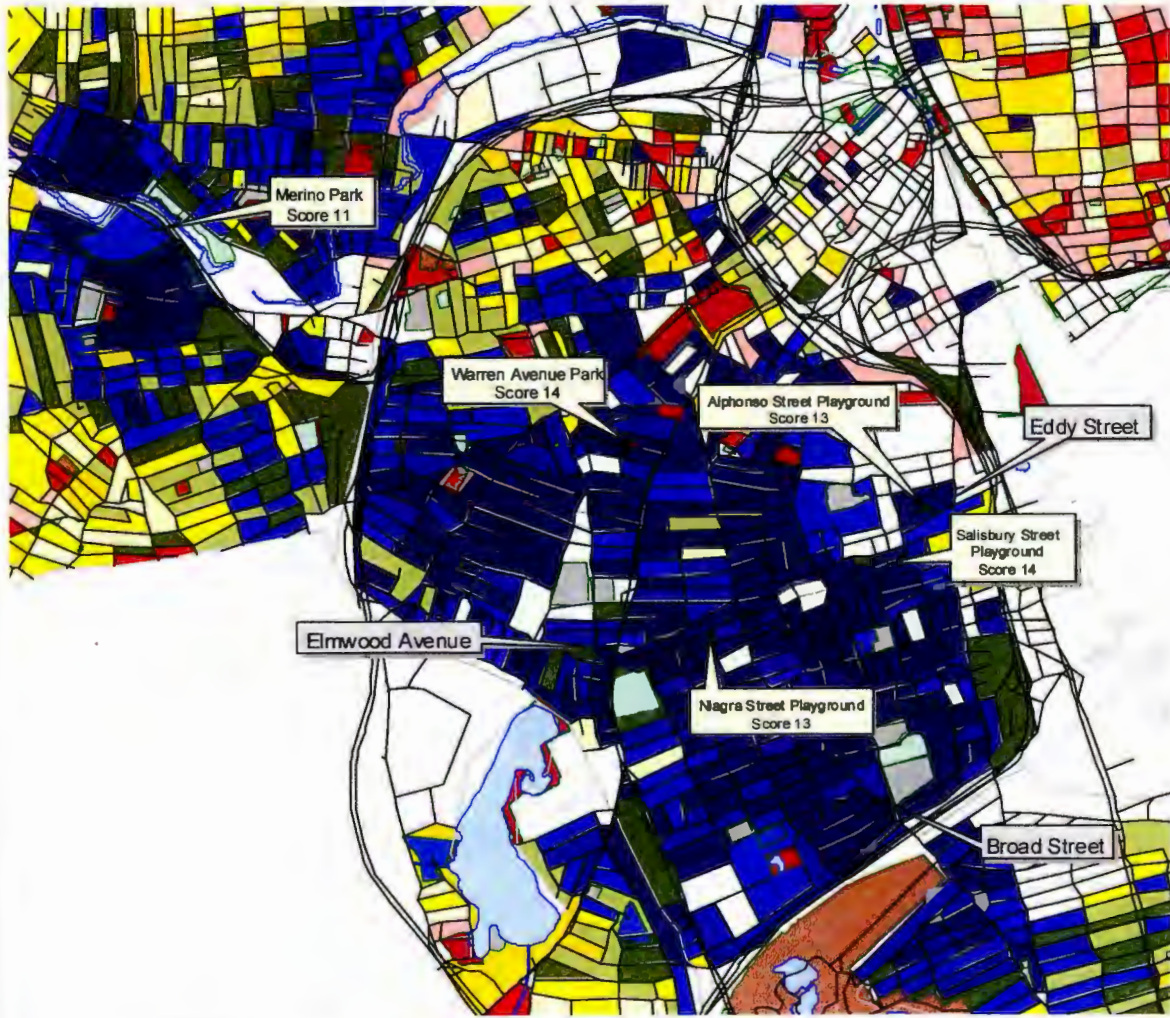 Merino Park
Score 11
Warren Avenue Park
Score 14
Alphonso Street Playground
Score 13
Eddy Street
Salisbury Street
Playground
Score 14
Elmwood Avenue
Niagra Street Playground
Score 13
Broad Street